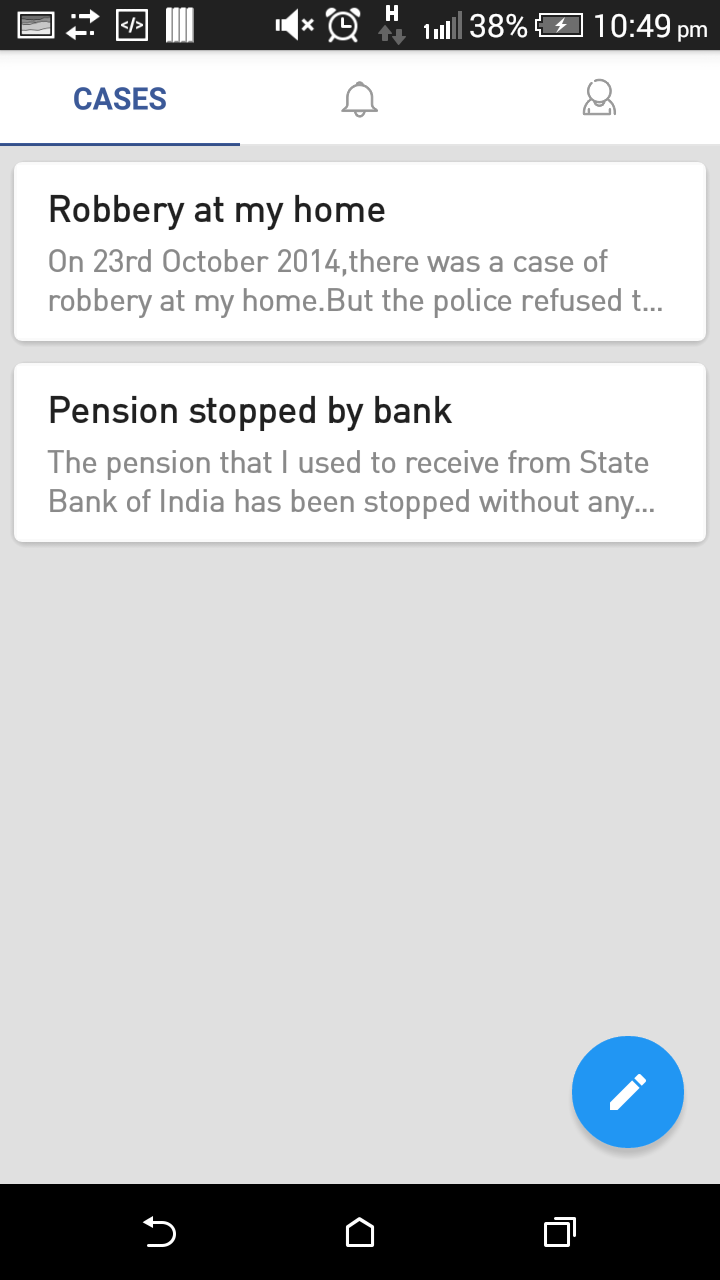 H
38%
10:49 pm
CASES
Robbery at my home
On 23rd October 2014,there was a case of
robbery at my home.But the police refused t...
Pension stopped by bank
The pension that I used to receive from State
Bank of India has been stopped without any...